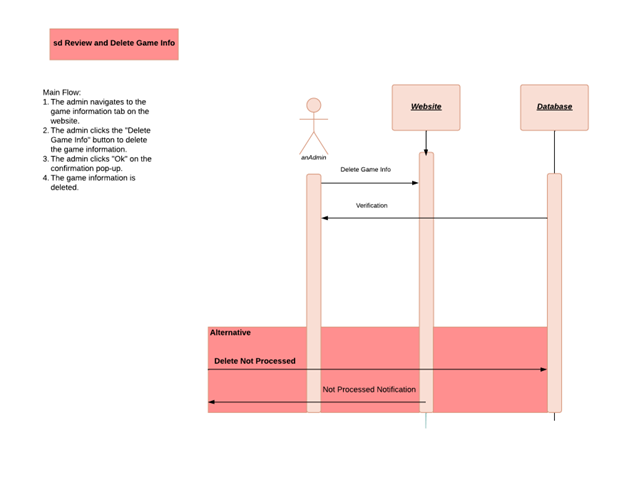 sd Review and Delete Game Info
Main Flow:
1. The admin navigates to the
game information tab on the
website.
2. The admin clicks the "Delete
Game Info" button to delete
the game information.
3. The admin clicks "Ok" on the
confirmation pop-up.
4. The game information is
deleted.
Website
Database
anAdmin
Delete Game Info
Verification
Alternative
Delete Not Processed
Not Processed Notification